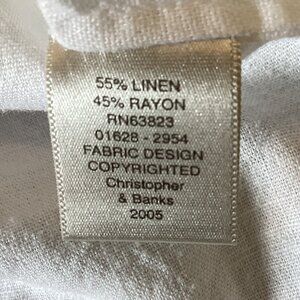 55% LINEN
45% RAYON
RN63823
01628 - 2954
FABRIC DESIGN
COPYRIGHTED
Christopher
& Banks
2005